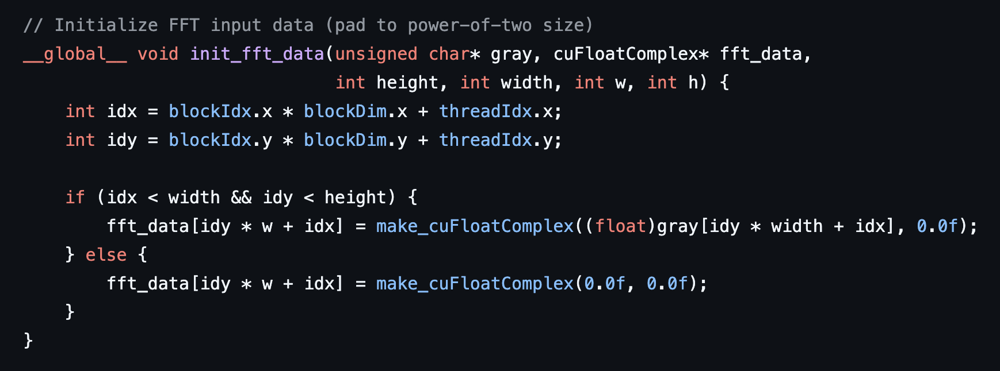 // Initialize FFT input data (pad to power-of-two size)
__global__ void init_fft_data(unsigned char* gray, cuFloatComplex* fft_data,
                              int height, int width, int w, int h) {
    int idx = blockIdx.x * blockDim.x + threadIdx.x;
    int idy = blockIdx.y * blockDim.y + threadIdx.y;

    if (idx < width && idy < height) {
        fft_data[idy * w + idx] = make_cuFloatComplex((float)gray[idy * width + idx], 0.0f);
    } else {
        fft_data[idy * w + idx] = make_cuFloatComplex(0.0f, 0.0f);
    }
}